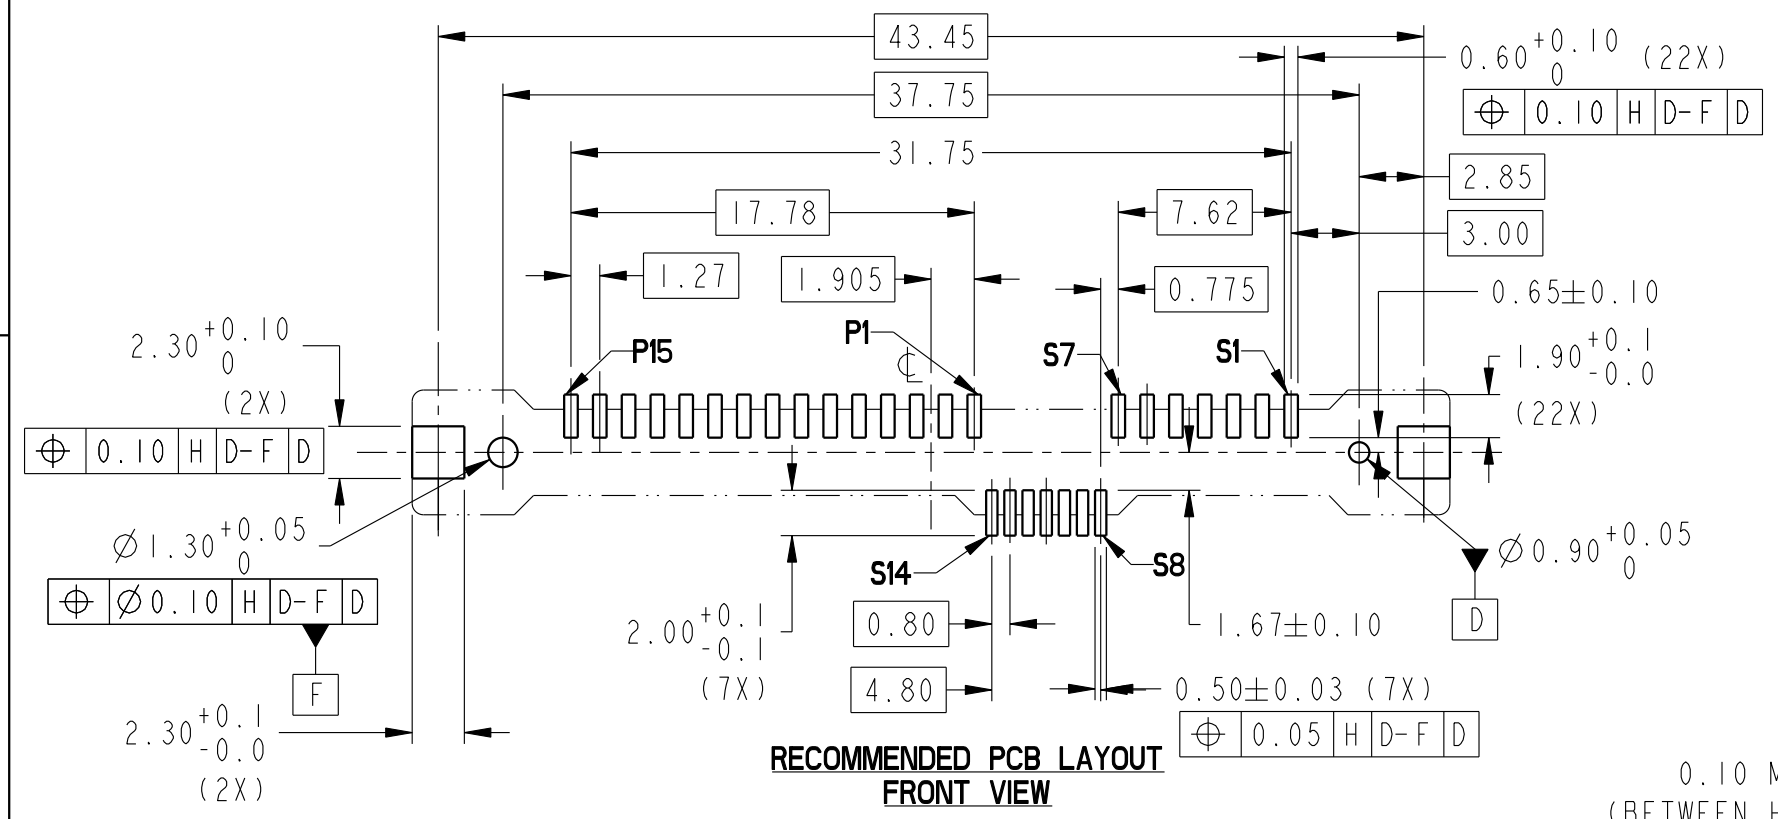 43.45
0.60 +0.10 0 (22X)
⌖ 0.10 H D-F D
37.75
31.75
2.85
17.78
7.62
3.00
1.27
1.905
0.775
0.65±0.10
2.30 +0.10 0
(2X)
P15
P1
℄
S7
S1
1.90 +0.1 -0.0
(22X)
⌖ 0.10 H D-F D
Ø1.30 +0.05 0
⌖ Ø0.10 H D-F D
F
S14
S8
Ø0.90 +0.05 0
D
2.00 +0.1 -0.1
(7X)
0.80
1.67±0.10
4.80
0.50±0.03 (7X)
⌖ 0.05 H D-F D
2.30 +0.1 -0.0
(2X)
RECOMMENDED PCB LAYOUT
FRONT VIEW
0.10
(BETWEEN